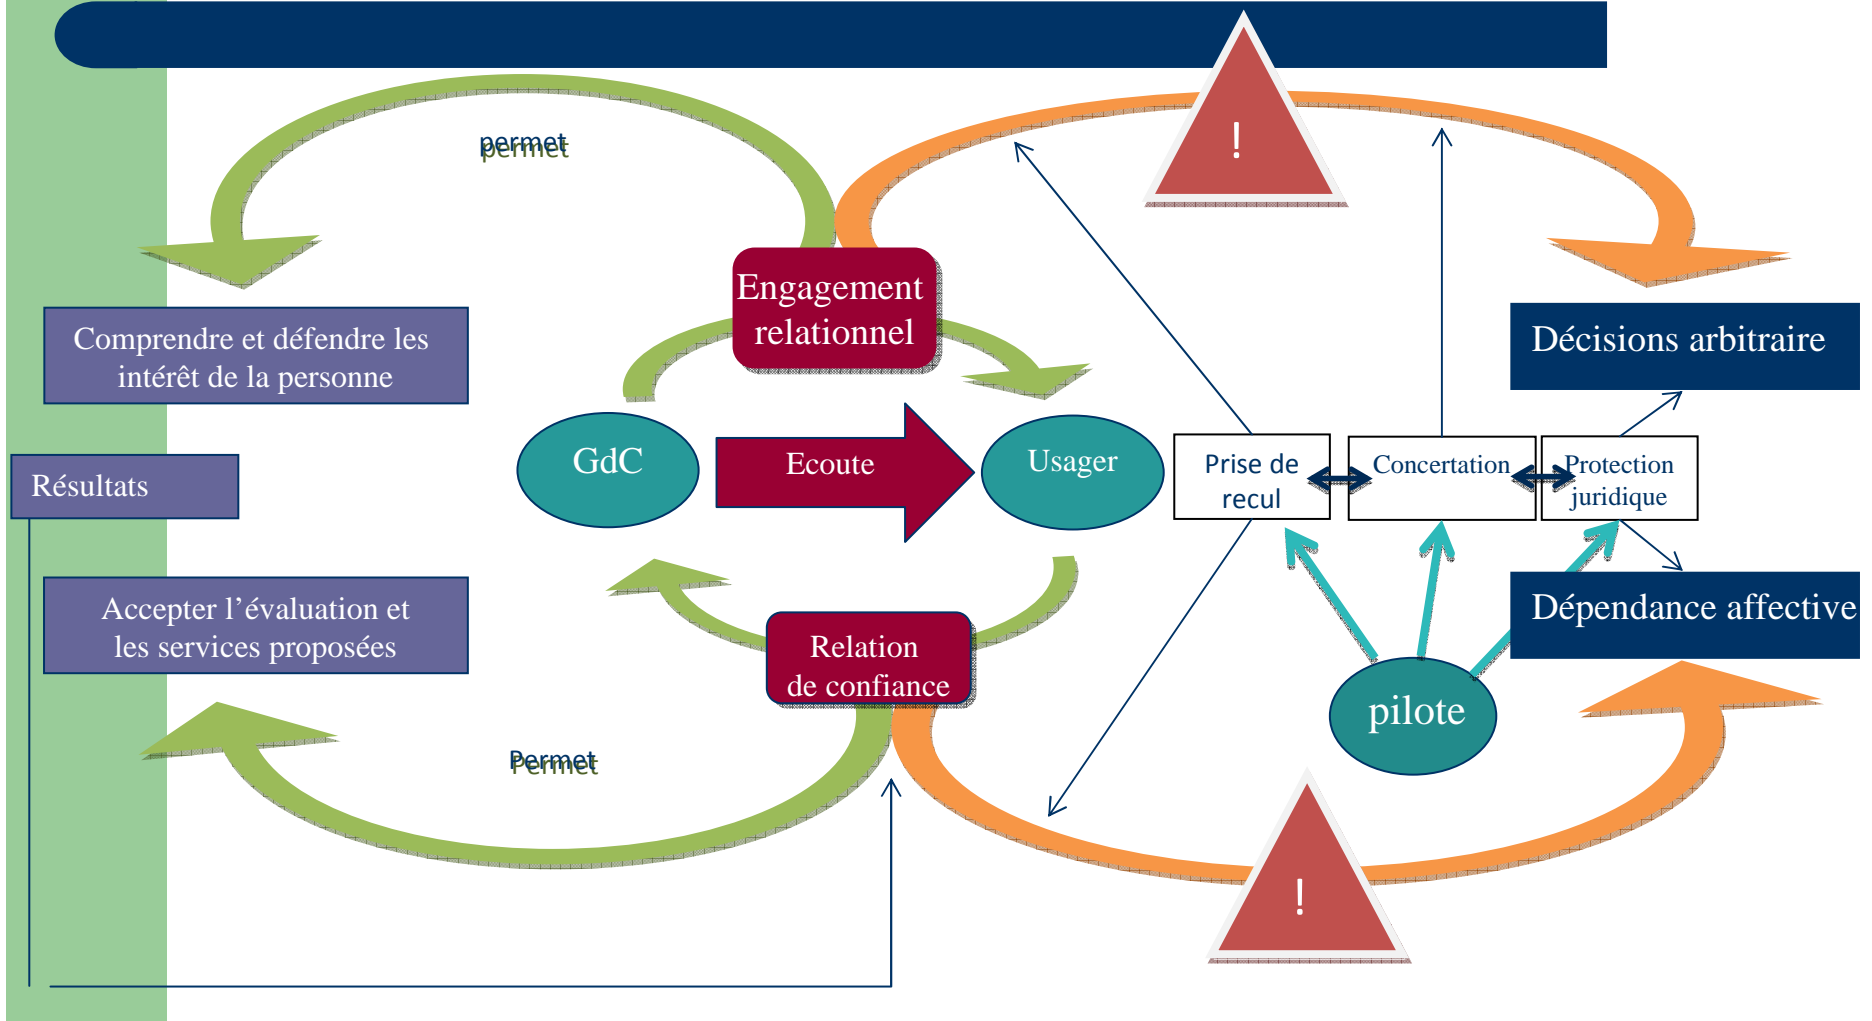 permet
!
Engagement
relationnel
Comprendre et défendre les
intérêt de la personne
Décisions arbitraire
GdC
Ecoute
Usager
Prise de
recul
Concertation
Protection
juridique
Résultats
Accepter l’évaluation et
les services proposées
Relation
de confiance
Dépendance affective
pilote
Permet
!